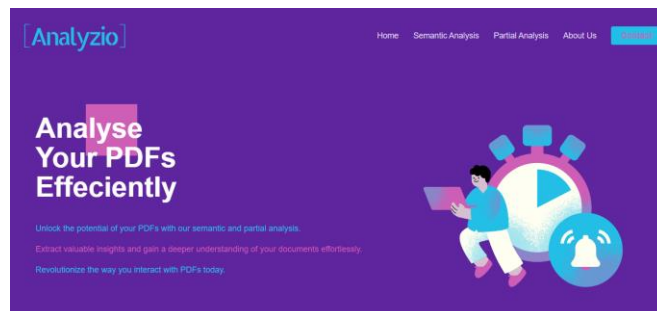 [Analyzio]
Home Semantic Analysis Partial Analysis About Us Contact
Analyse
Your PDFs
Effeciently
Unlock the potential of your PDFs with our semantic and partial analysis.
Extract valuable insights and gain a deeper understanding of your documents effortlessly.
Revolutionize the way you interact with PDFs today.